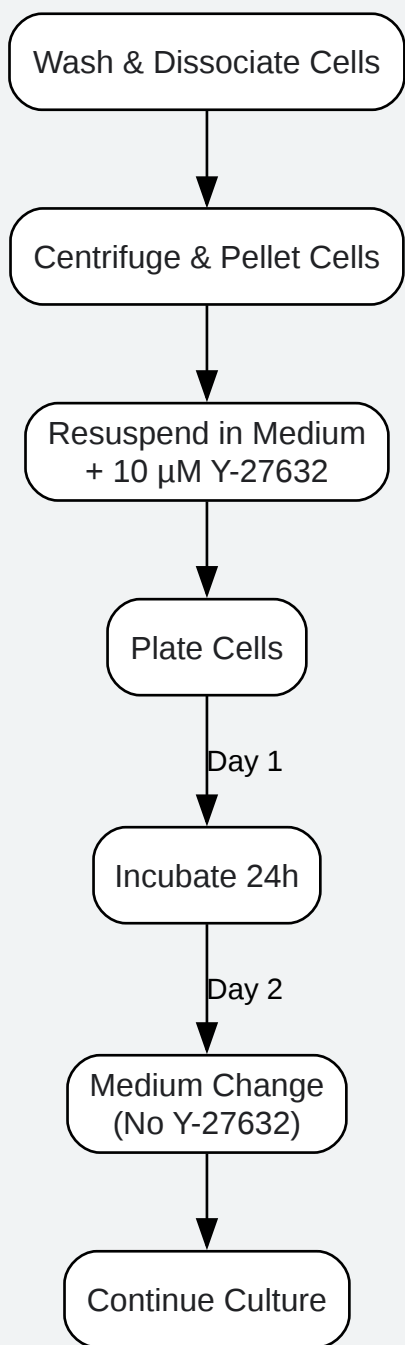 Wash & Dissociate Cells
Centrifuge & Pellet Cells
Resuspend in Medium
+ 10 µM Y-27632
Plate Cells
Day 1
Incubate 24h
Day 2
Medium Change
(No Y-27632)
Continue Culture